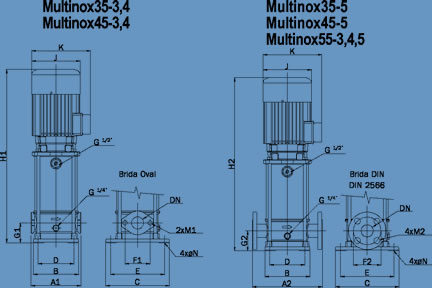 Multinox35-3,4
Multinox45-3,4
K
J
H1
G 1/2"
G 1/4"
G1
D
B
A1
Brida Oval
DN
2xM1
4xøN
F1
E
C
Multinox35-5
Multinox45-5
Multinox55-3,4,5
K
J
H2
G 1/2"
G 1/4"
G2
D
B
A2
Brida DIN
DIN 2566
DN
4xM2
4xøN
F2
E
C